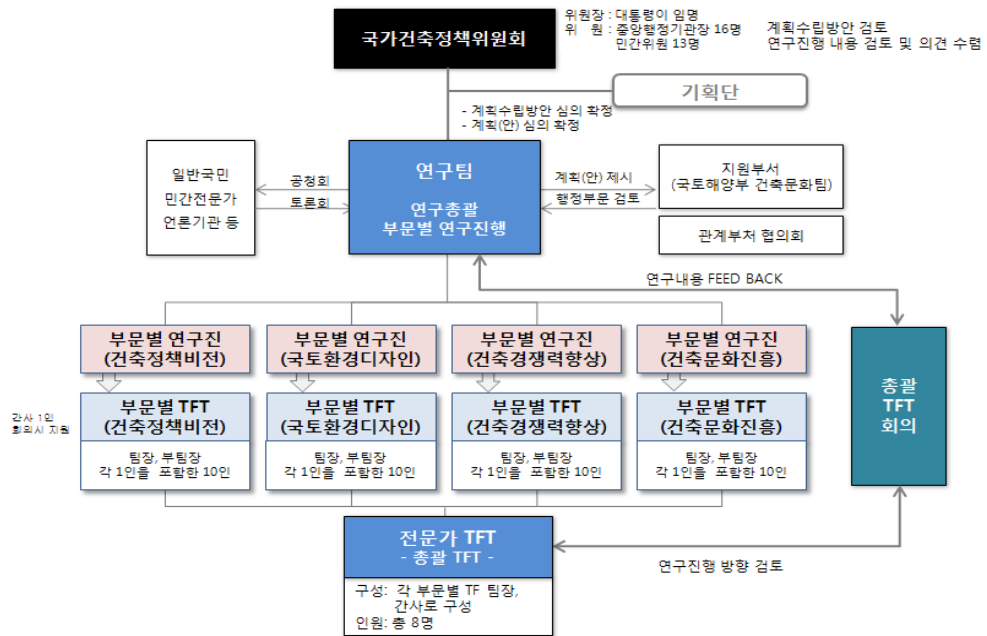 국가건축정책위원회
위원장 : 대통령이 임명
위 원 : 중앙행정기관장 16명
민간위원 13명
계획수립방안 검토
연구진행 내용 검토 및 의견 수렴
기획단
- 계획수립방안 심의 확정
- 계획(안) 심의 확정
일반국민
민간전문가
언론기관 등
공청회
토론회
연구팀
연구총괄
부문별 연구진행
계획(안) 제시
행정부문 검토
지원부서
(국토해양부 건축문화팀)
관계부처 협의회
연구내용 FEED BACK
부문별 연구진
(건축정책비전)
부문별 연구진
(국토환경디자인)
부문별 연구진
(건축경쟁력향상)
부문별 연구진
(건축문화진흥)
간사 1인
회의시 지원
부문별 TFT
(건축정책비전)
팀장, 부팀장
각 1인을 포함한 10인
부문별 TFT
(국토환경디자인)
팀장, 부팀장
각 1인을 포함한 10인
부문별 TFT
(건축경쟁력향상)
팀장, 부팀장
각 1인을 포함한 10인
부문별 TFT
(건축문화진흥)
팀장, 부팀장
각 1인을 포함한 10인
총괄
TFT
회의
전문가 TFT
- 총괄 TFT -
구성: 각 부문별 TF 팀장,
간사로 구성
인원: 총 8명
연구진행 방향 검토